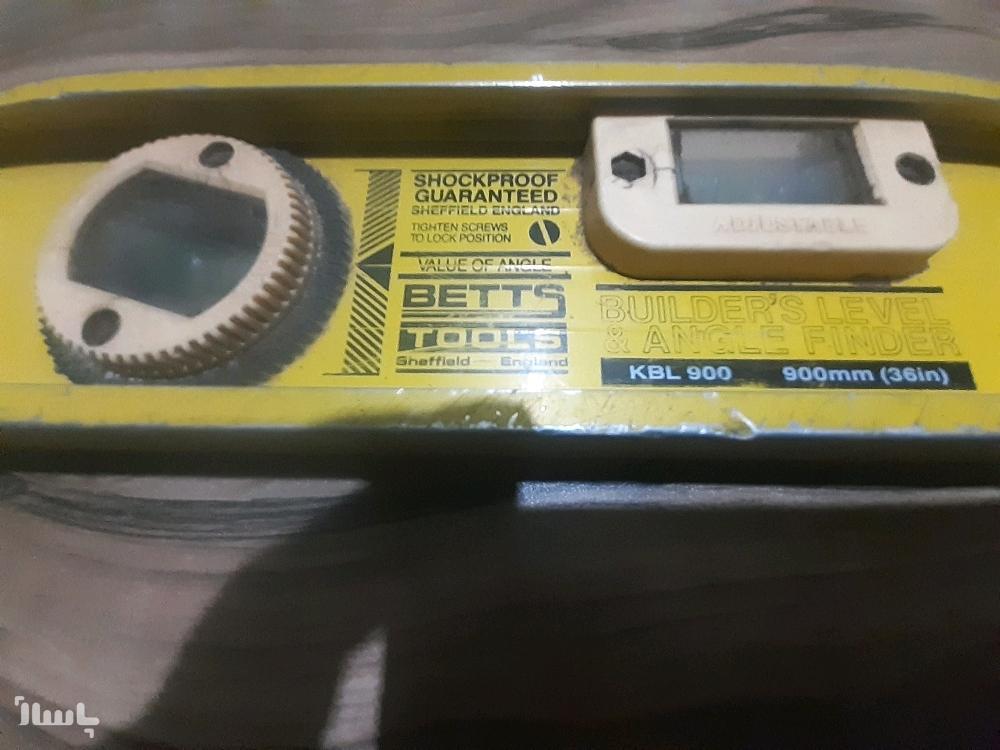 SHOCKPROOF
GUARANTEED
SHEFFIELD ENGLAND
TIGHTEN SCREWS
TO LOCK POSITION
VALUE OF ANGLE
BETTS
TOOLS
Sheffield England
ADJUSTABLE
BUILDER'S LEVEL
& ANGLE FINDER
KBL 900 900mm (36in)
پاساژ